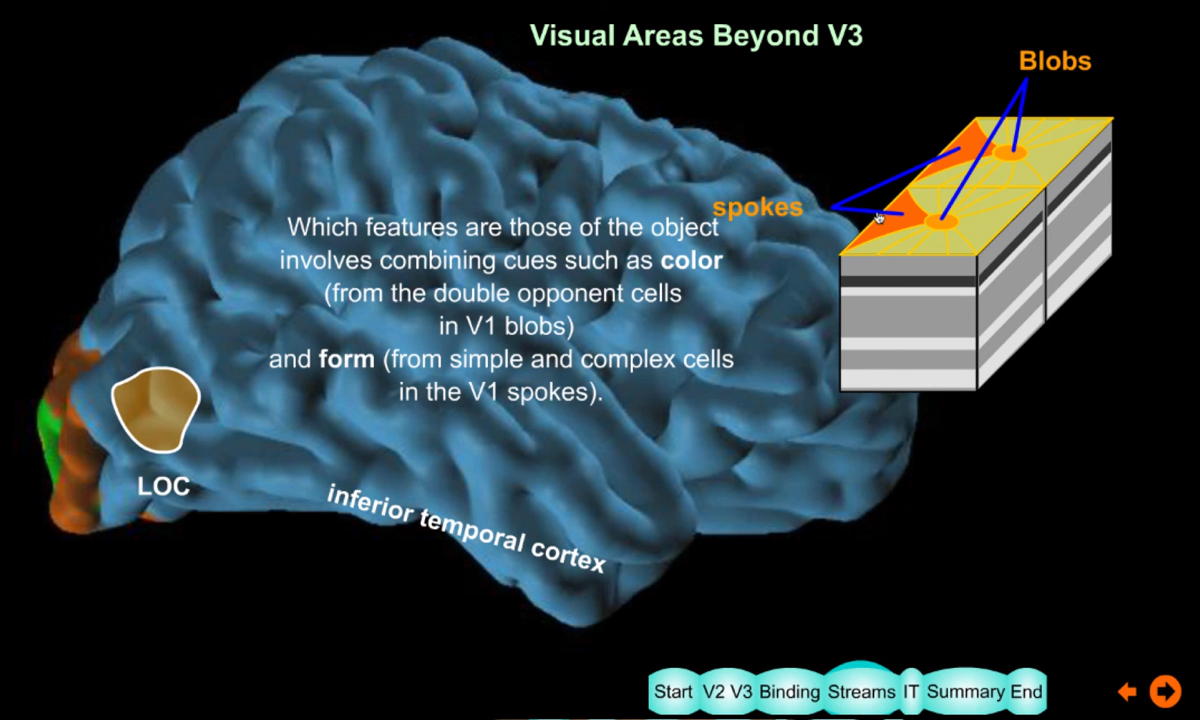 Visual Areas Beyond V3
Blobs
spokes
Which features are those of the object
involves combining cues such as color
(from the double opponent cells
in V1 blobs)
and form (from simple and complex cells
in the V1 spokes).
LOC
inferior temporal cortex
Start V2 V3 Binding Streams IT Summary End